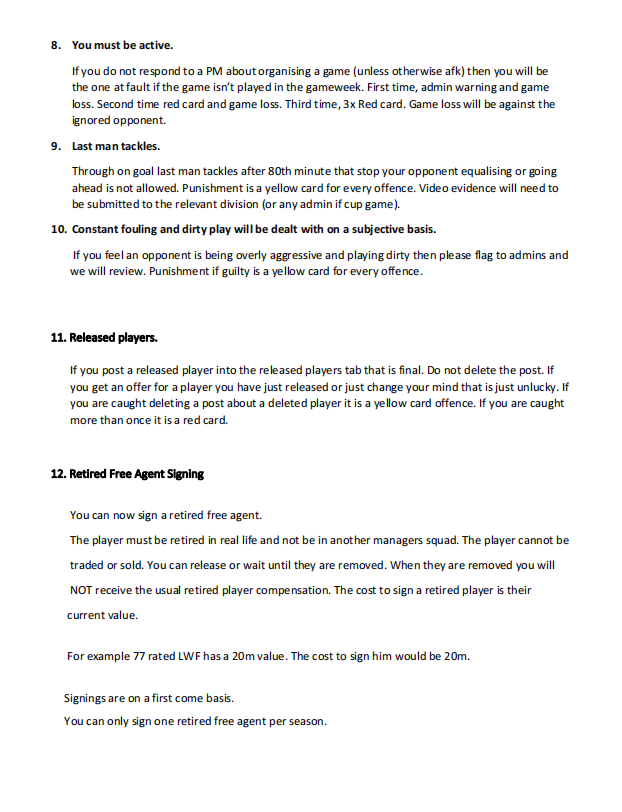 8. You must be active.
If you do not respond to a PM about organising a game (unless otherwise afk) then you will be
the one at fault if the game isn't played in the gameweek. First time, admin warning and game
loss. Second time red card and game loss. Third time, 3x Red card. Game loss will be against the
ignored opponent.
9. Last man tackles.
Through on goal last man tackles after 80th minute that stop your opponent equalising or going
ahead is not allowed. Punishment is a yellow card for every offence. Video evidence will need to
be submitted to the relevant division (or any admin if cup game).
10. Constant fouling and dirty play will be dealt with on a subjective basis.
If you feel an opponent is being overly aggressive and playing dirty then please flag to admins and
we will review. Punishment if guilty is a yellow card for every offence.
11. Released players.
If you post a released player into the released players tab that is final. Do not delete the post. If
you get an offer for a player you have just released or just change your mind that is just unlucky. If
you are caught deleting a post about a deleted player it is a yellow card offence. If you are caught
more than once it is a red card.
12. Retired Free Agent Signing
You can now sign a retired free agent.
The player must be retired in real life and not be in another managers squad. The player cannot be
traded or sold. You can release or wait until they are removed. When they are removed you will
NOT receive the usual retired player compensation. The cost to sign a retired player is their
current value.
For example 77 rated LWF has a 20m value. The cost to sign him would be 20m.
Signings are on a first come basis.
You can only sign one retired free agent per season.